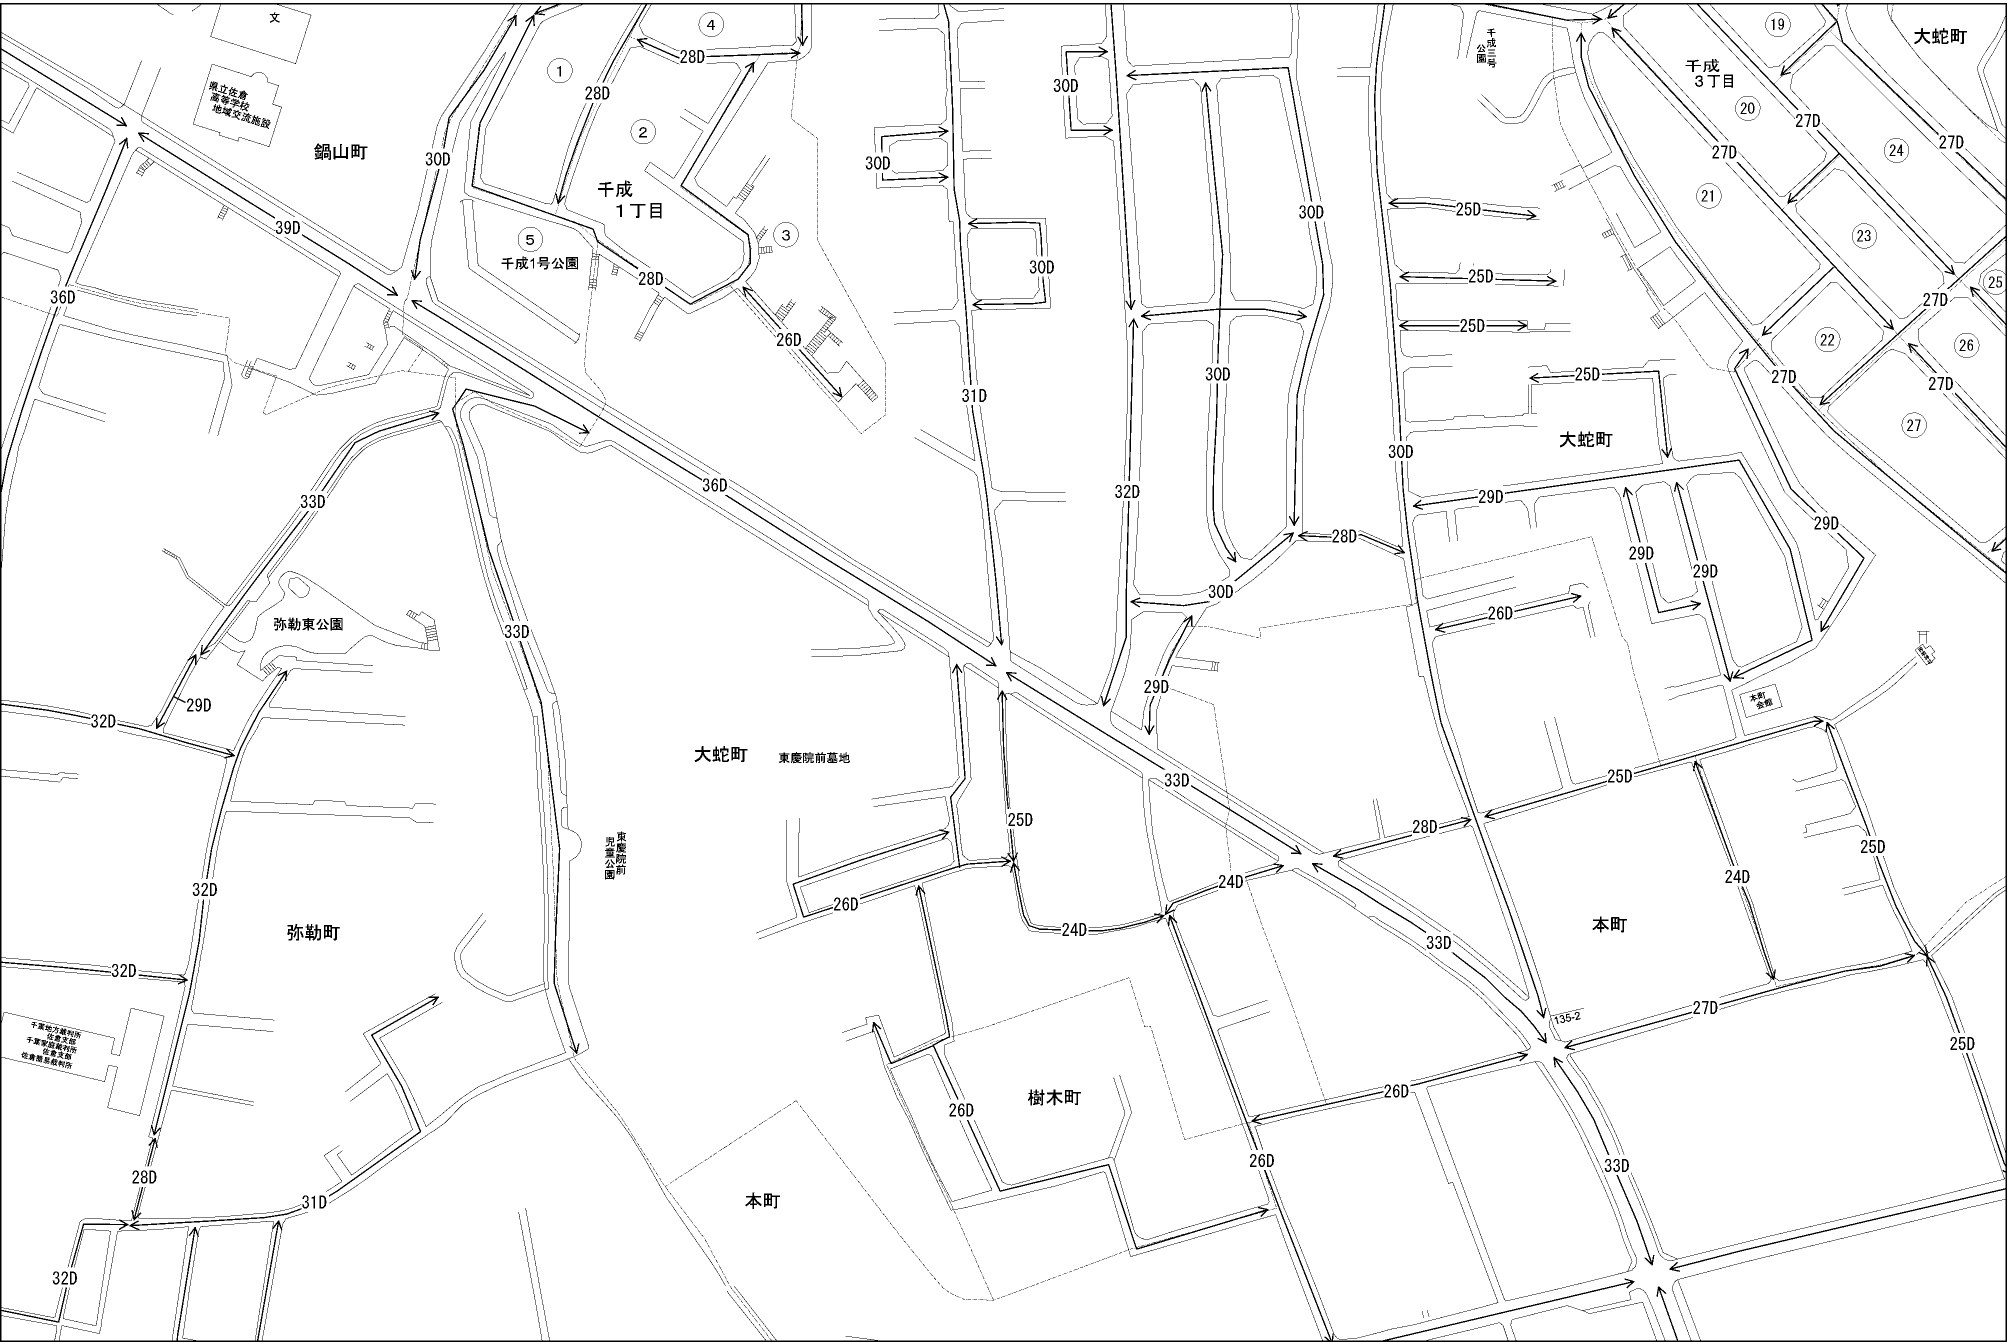 文
県立佐倉
高等学校
地域交流施設
鍋山町
①
②
③
④
⑤
千成
1丁目
千成1号公園
28D
28D
28D
26D
30D
39D
36D
36D
30D
30D
30D
30D
30D
30D
31D
32D
30D
28D
30D
29D
千成三号
公園
千成
3丁目
大蛇町
⑲
⑳
㉑
㉒
㉓
㉔
㉕
㉖
㉗
27D
27D
27D
27D
27D
27D
25D
25D
25D
25D
大蛇町
29D
29D
29D
29D
26D
本町
会館
33D
弥勒東公園
29D
32D
33D
大蛇町
東慶院前墓地
東慶院前
児童公園
25D
26D
24D
24D
33D
28D
25D
24D
25D
本町
33D
135-2
27D
25D
32D
弥勒町
32D
千葉地方裁判所
佐倉支部
千葉家庭裁判所
佐倉支部
佐倉簡易裁判所
28D
31D
32D
26D
樹木町
26D
26D
33D
本町